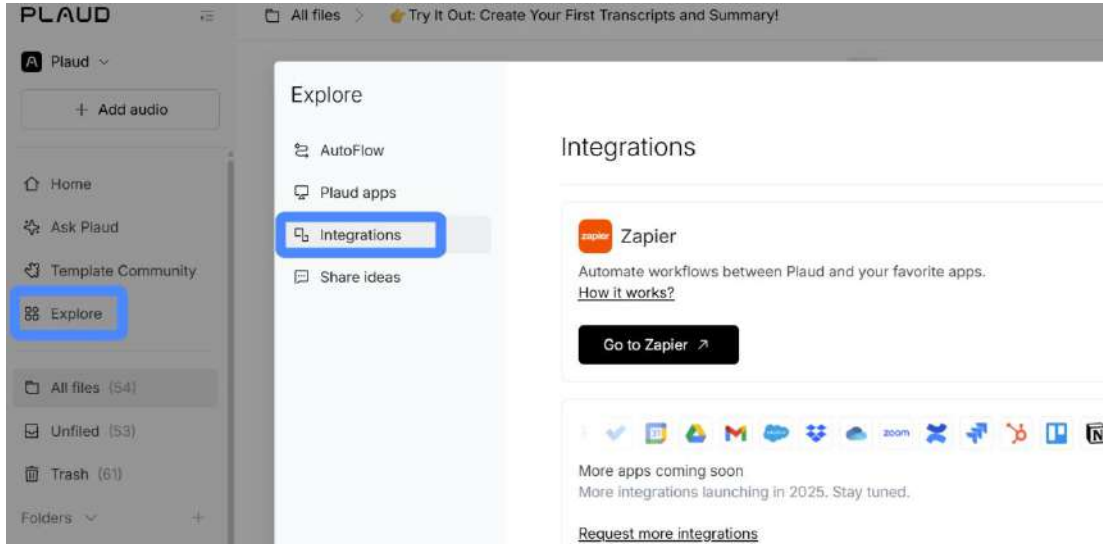 PLAUD
All files > 👉Try It Out: Create Your First Transcripts and Summary!
Plaud
+ Add audio
Home
Ask Plaud
Template Community
Explore
All files (54)
Unfiled (53)
Trash (61)
Folders +
Explore
AutoFlow
Plaud apps
Integrations
Share ideas
Integrations
zapier Zapier
Automate workflows between Plaud and your favorite apps.
How it works?
Go to Zapier ↗
31 salesforce zoom N
More apps coming soon
More integrations launching in 2025. Stay tuned.
Request more integrations